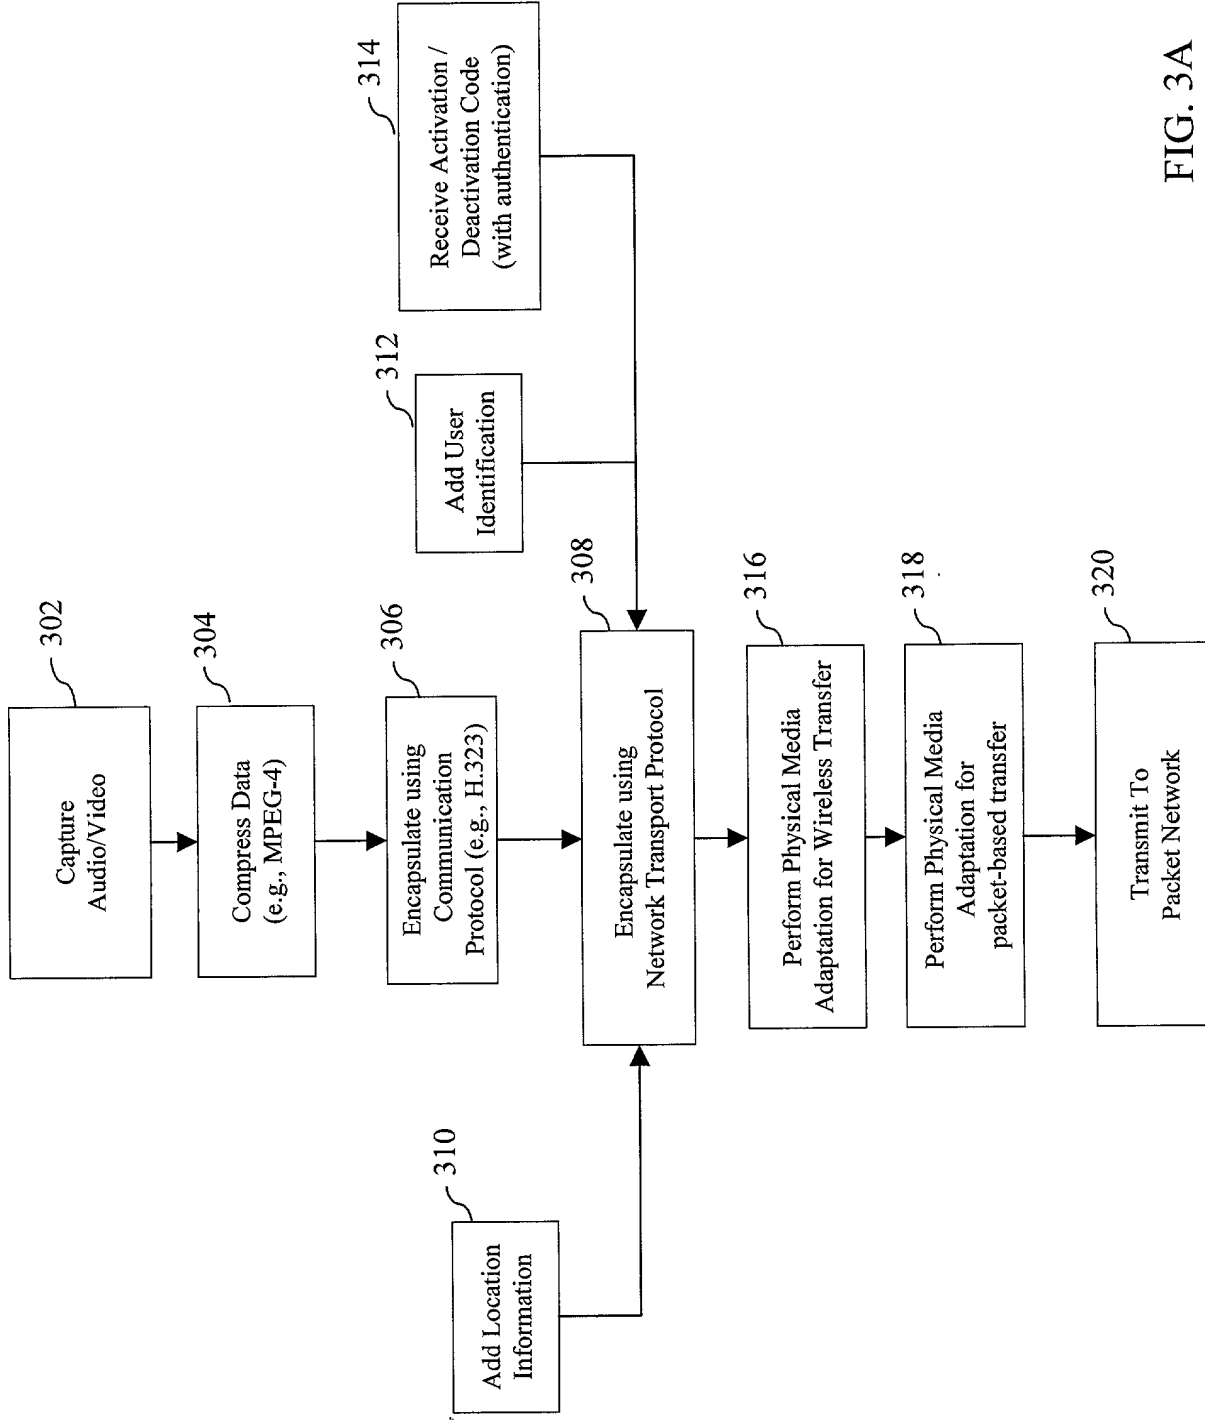 302
Capture
Audio/Video
304
Compress Data
(e.g., MPEG-4)
306
Encapsulate using
Communication
Protocol (e.g., H.323)
308
Encapsulate using
Network Transport Protocol
310
Add Location
Information
312
Add User
Identification
314
Receive Activation /
Deactivation Code
(with authentication)
316
Perform Physical Media
Adaptation for Wireless Transfer
318
Perform Physical Media
Adaptation for
packet-based transfer
320
Transmit To
Packet Network
FIG. 3A